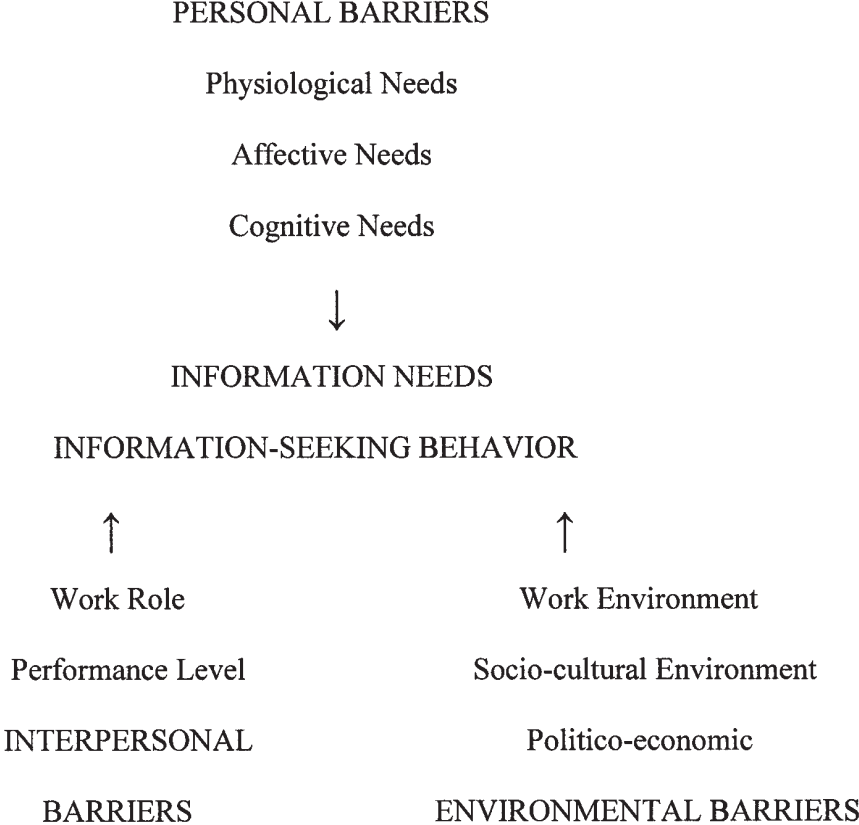 PERSONAL BARRIERS
Physiological Needs
Affective Needs
Cognitive Needs
↓
INFORMATION NEEDS
INFORMATION-SEEKING BEHAVIOR
↑ ↑
Work Role
Performance Level
INTERPERSONAL
BARRIERS
Work Environment
Socio-cultural Environment
Politico-economic
ENVIRONMENTAL BARRIERS